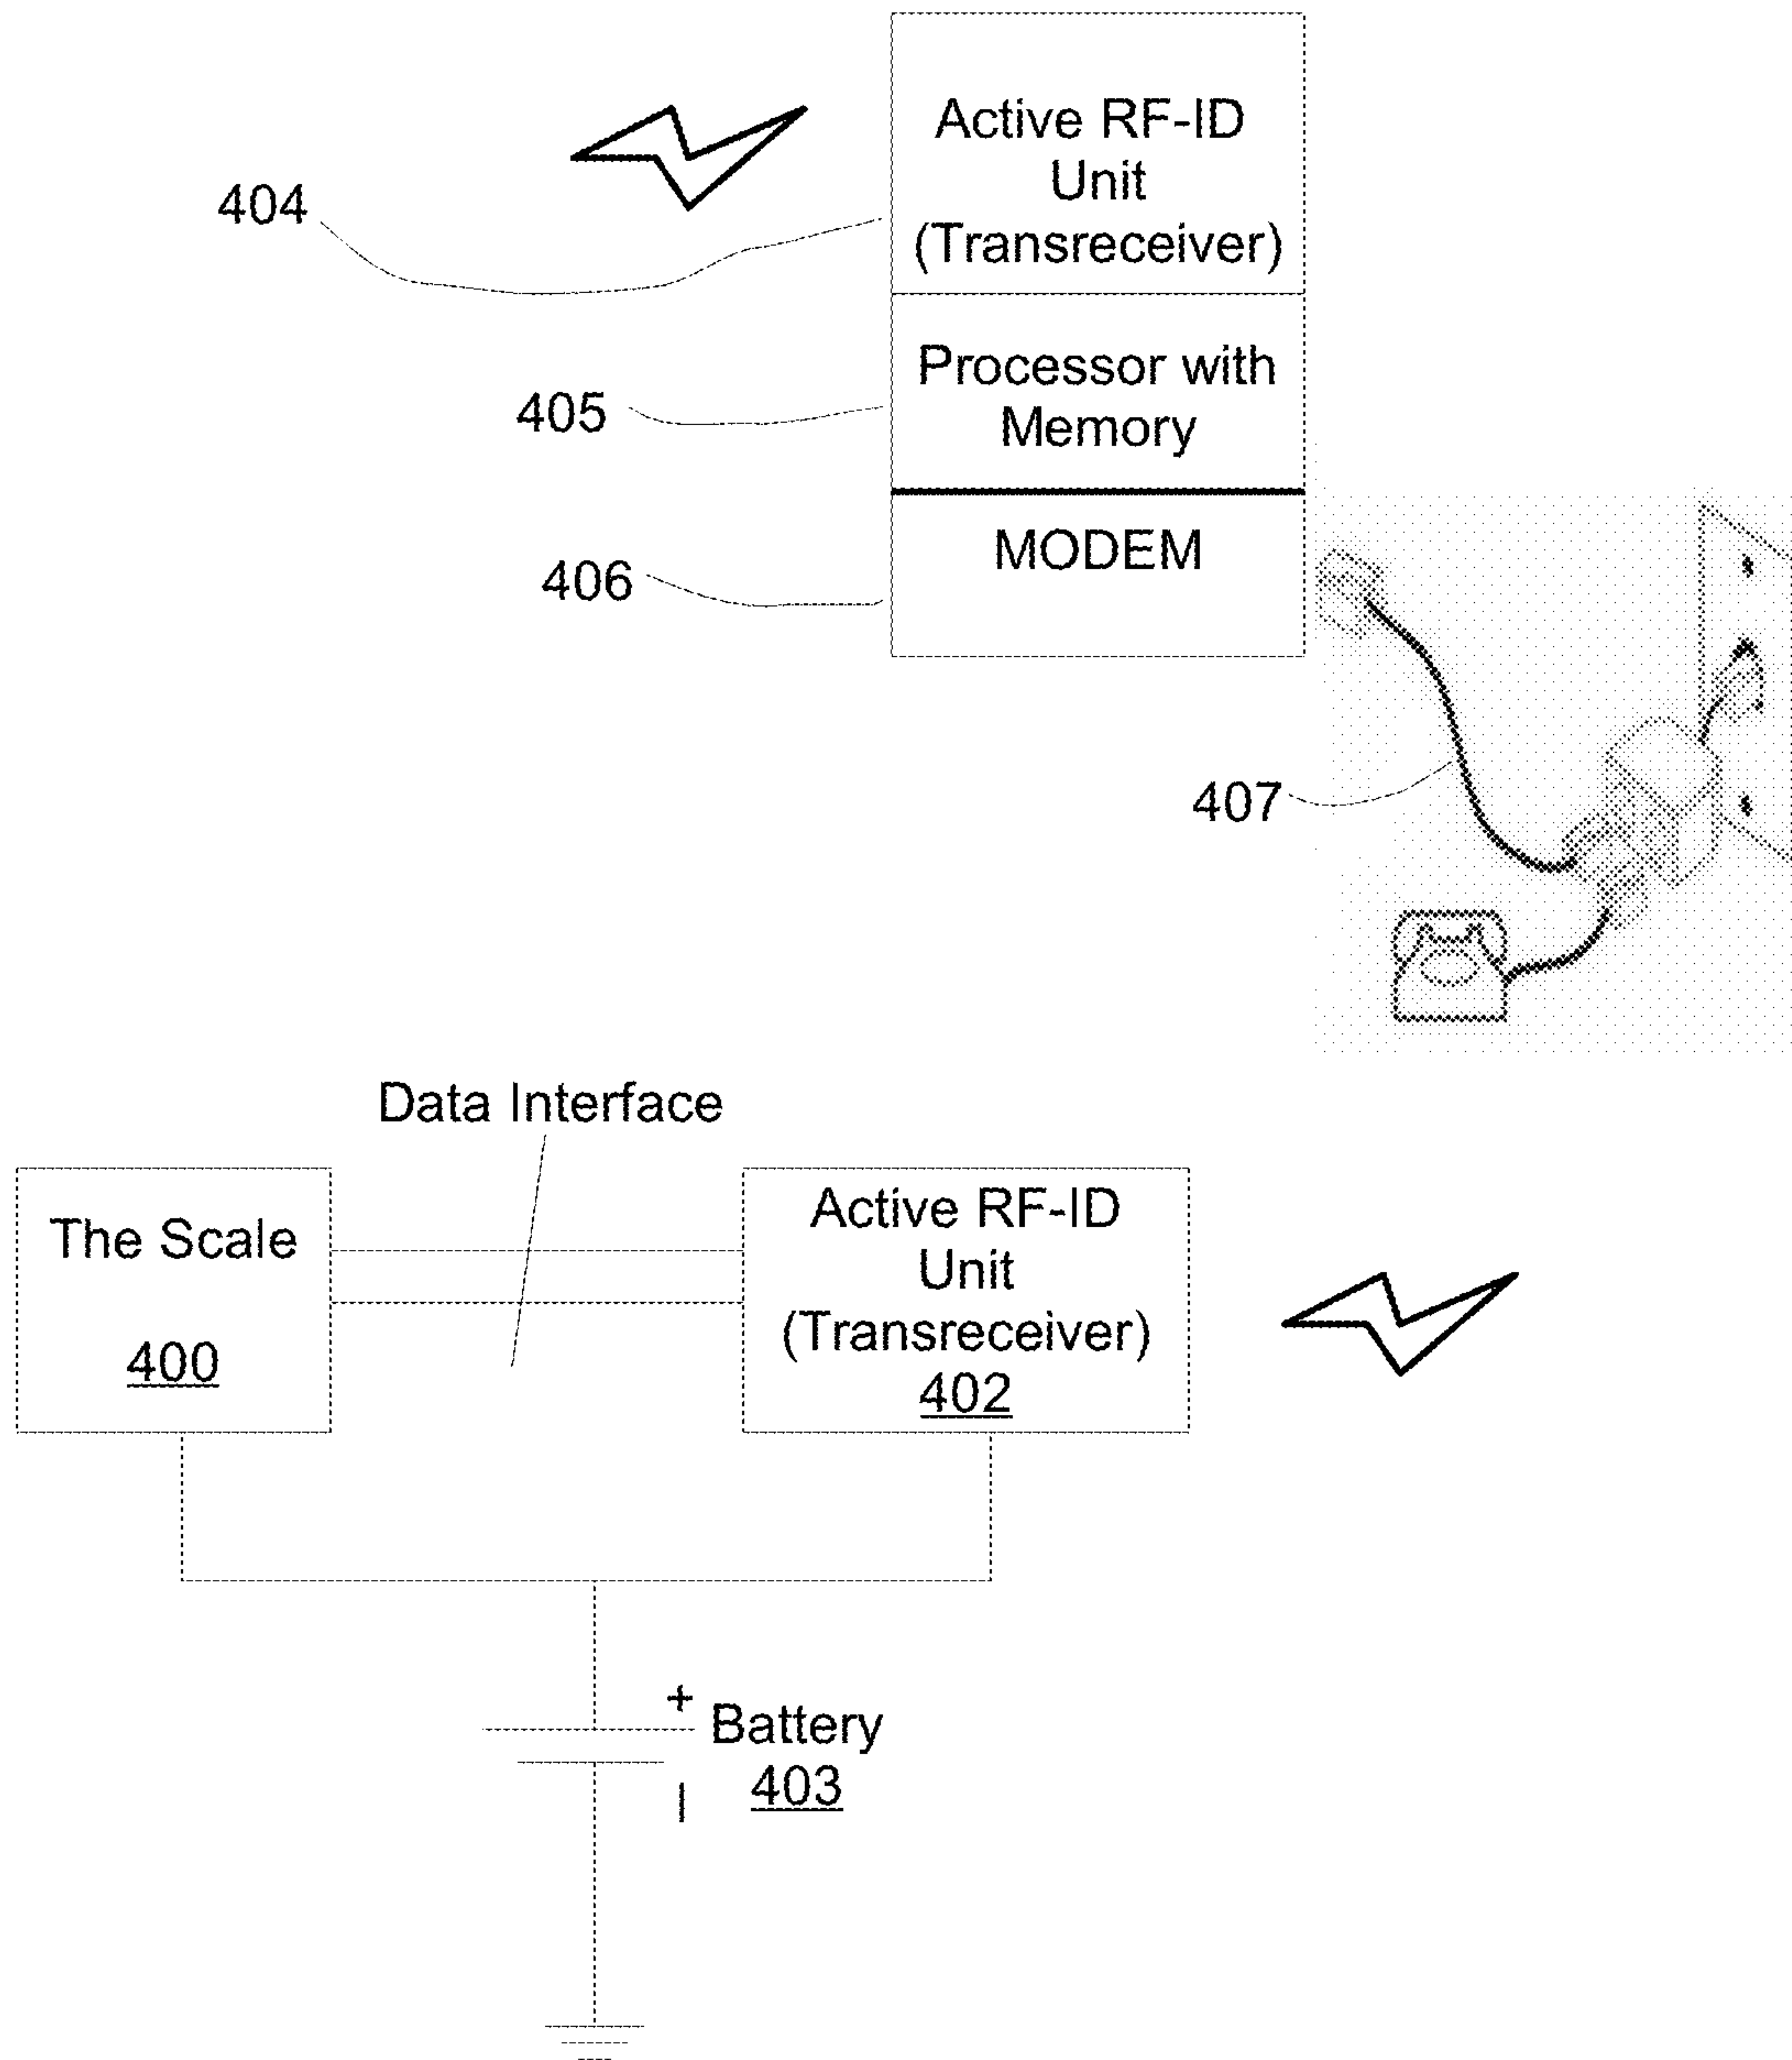 Active RF-ID
Unit
(Transreceiver)
404
Processor with
Memory
405
MODEM
406
407
Data Interface
The Scale
400
Active RF-ID
Unit
(Transreceiver)
402
+
Battery
403
|